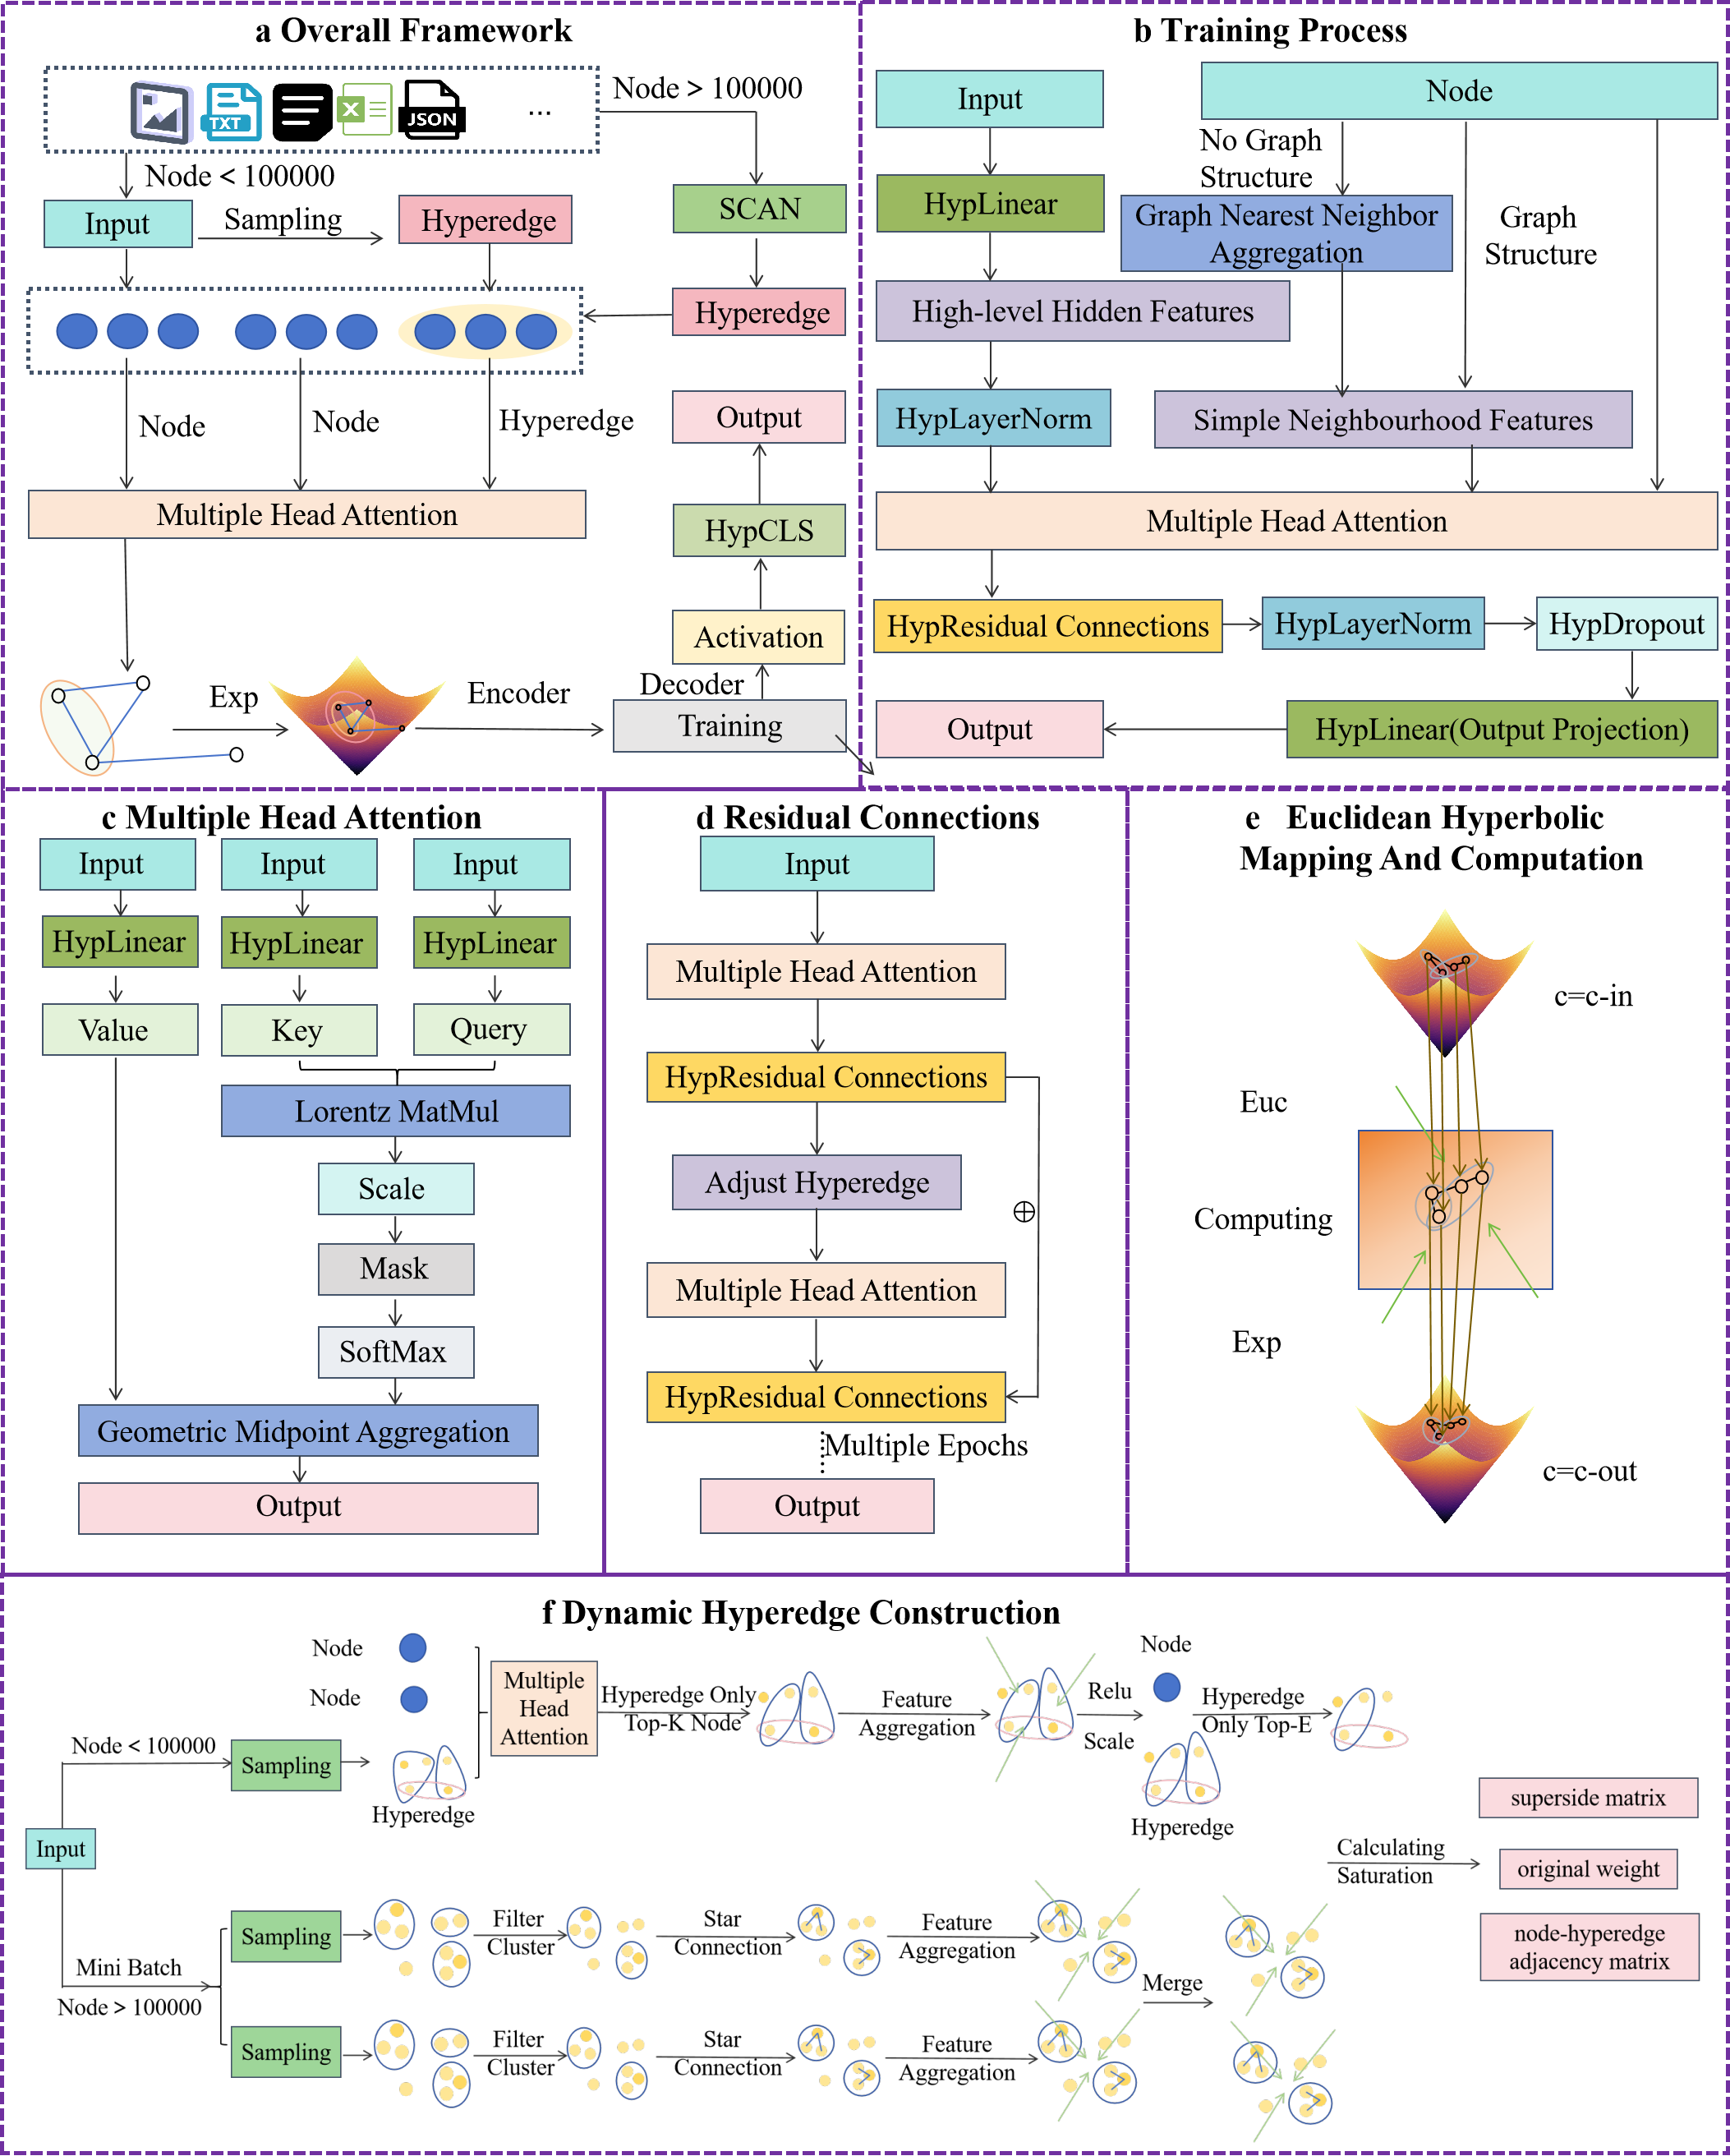 a Overall Framework
TXT
X
JSON
...
Node > 100000
Node < 100000
Input
Sampling
Hyperedge
SCAN
Hyperedge
Node
Node
Hyperedge
Output
Multiple Head Attention
HypCLS
Activation
Exp
Encoder
Decoder
Training
b Training Process
Input
Node
No Graph
Structure
HypLinear
Graph Nearest Neighbor
Aggregation
Graph
Structure
High-level Hidden Features
HypLayerNorm
Simple Neighbourhood Features
Multiple Head Attention
HypResidual Connections
HypLayerNorm
HypDropout
Output
HypLinear(Output Projection)
c Multiple Head Attention
Input
Input
Input
HypLinear
HypLinear
HypLinear
Value
Key
Query
Lorentz MatMul
Scale
Mask
SoftMax
Geometric Midpoint Aggregation
Output
d Residual Connections
Input
Multiple Head Attention
HypResidual Connections
Adjust Hyperedge
Multiple Head Attention
HypResidual Connections
Multiple Epochs
Output
e Euclidean Hyperbolic
Mapping And Computation
c=c-in
Euc
Computing
Exp
c=c-out
f Dynamic Hyperedge Construction
Node
Node
Multiple
Head
Attention
Hyperedge Only
Top-K Node
Feature
Aggregation
Relu
Scale
Node
Hyperedge
Only Top-E
Node < 100000
Sampling
Hyperedge
Hyperedge
Input
superside matrix
Calculating
Saturation
original weight
node-hyperedge
adjacency matrix
Mini Batch
Node > 100000
Sampling
Filter
Cluster
Star
Connection
Feature
Aggregation
Merge
Sampling
Filter
Cluster
Star
Connection
Feature
Aggregation